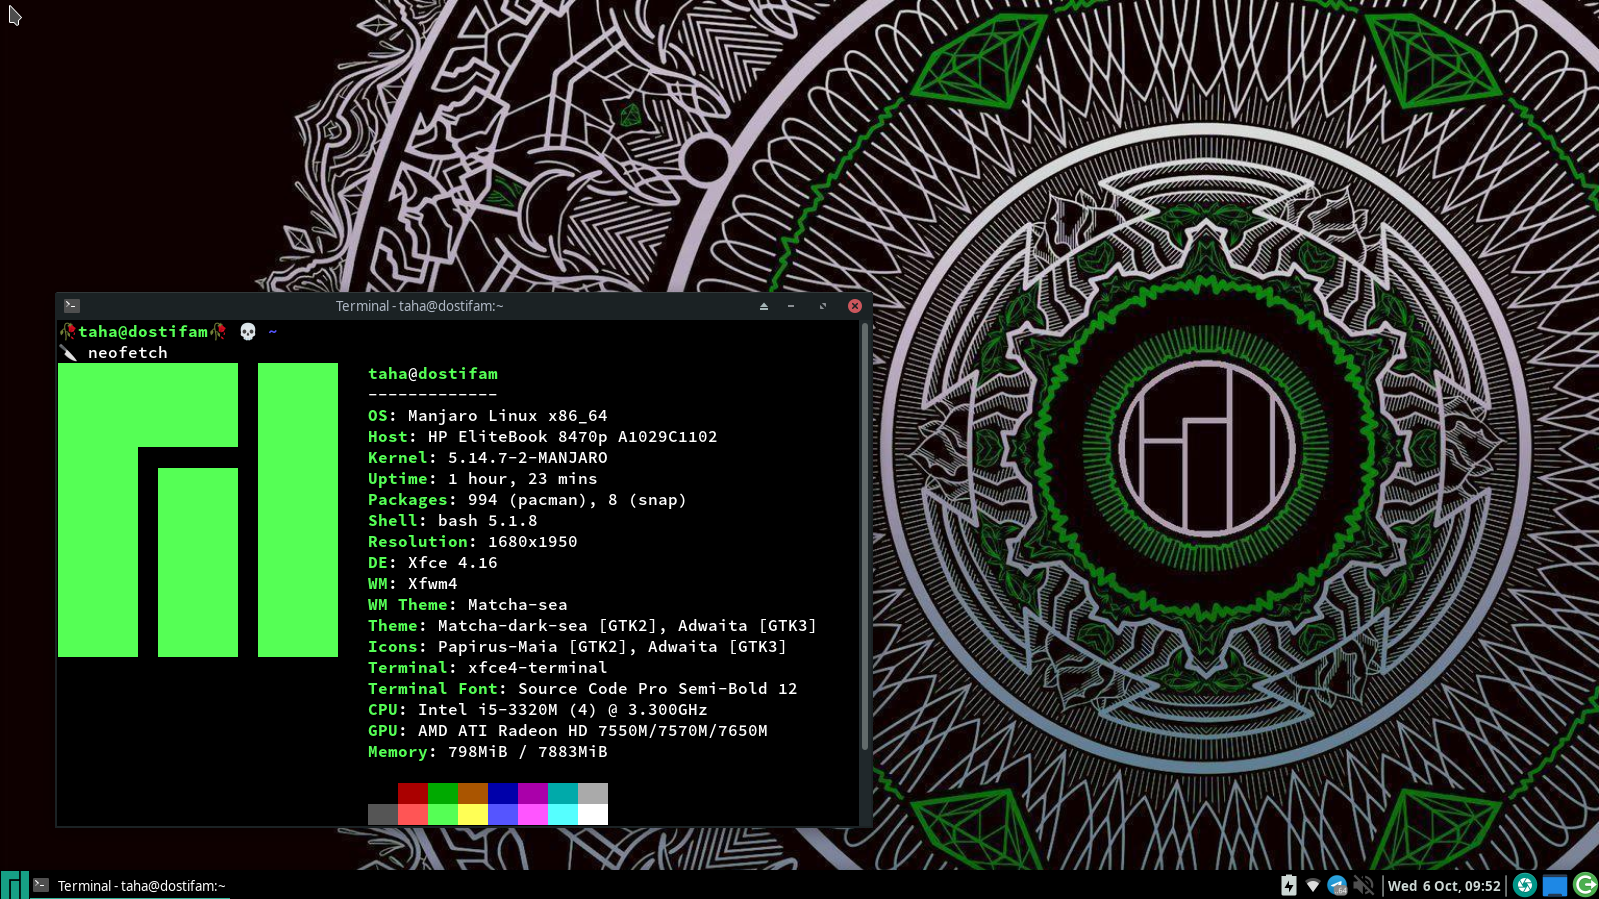 Terminal - taha@dostifam:~
🥀taha@dostifam🥀 💀 ~
🔪 neofetch
taha@dostifam
-------------
OS: Manjaro Linux x86_64
Host: HP EliteBook 8470p A1029C1102
Kernel: 5.14.7-2-MANJARO
Uptime: 1 hour, 23 mins
Packages: 994 (pacman), 8 (snap)
Shell: bash 5.1.8
Resolution: 1680x1950
DE: Xfce 4.16
WM: Xfwm4
WM Theme: Matcha-sea
Theme: Matcha-dark-sea [GTK2], Adwaita [GTK3]
Icons: Papirus-Maia [GTK2], Adwaita [GTK3]
Terminal: xfce4-terminal
Terminal Font: Source Code Pro Semi-Bold 12
CPU: Intel i5-3320M (4) @ 3.300GHz
GPU: AMD ATI Radeon HD 7550M/7570M/7650M
Memory: 798MiB / 7883MiB
Terminal - taha@dostifam:~
Wed 6 Oct, 09:52